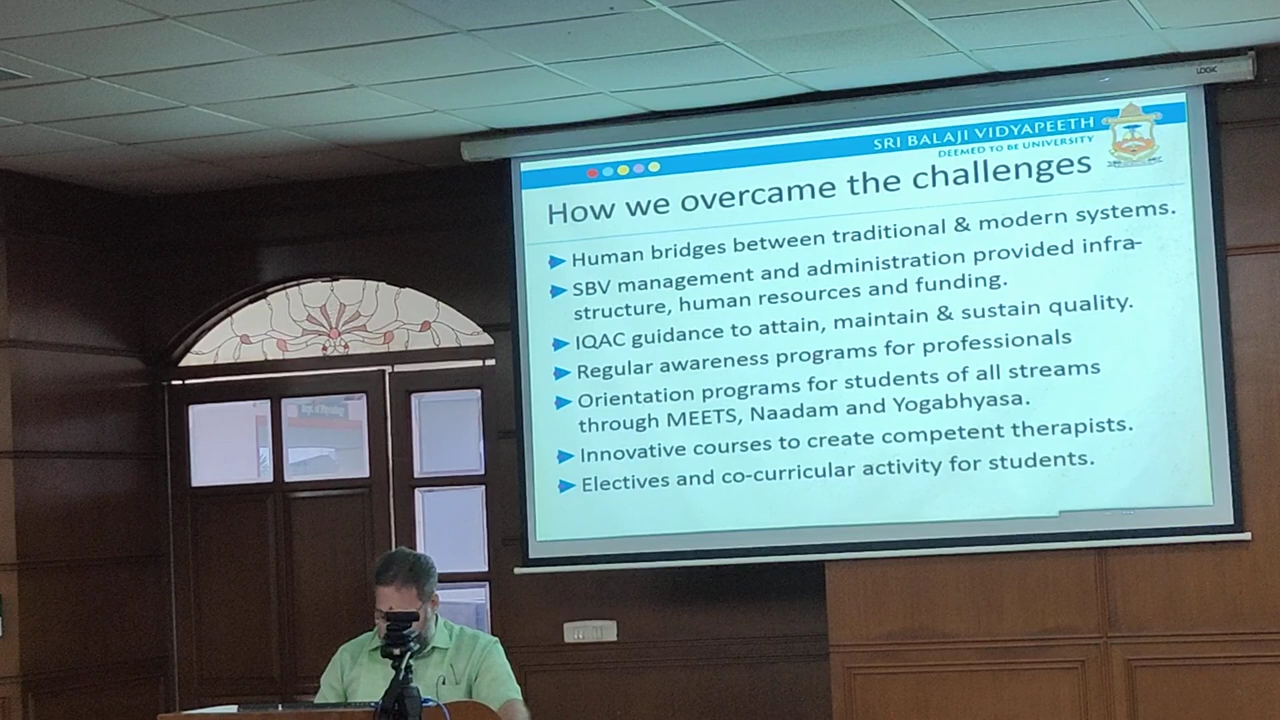 LOGIC
SRI BALAJI VIDYAPEETH
DEEMED TO BE UNIVERSITY
How we overcame the challenges
Human bridges between traditional & modern systems.
SBV management and administration provided infra-
structure, human resources and funding.
IQAC guidance to attain, maintain & sustain quality.
Regular awareness programs for professionals
Orientation programs for students of all streams
through MEETS, Naadam and Yogabhyasa.
Innovative courses to create competent therapists.
Electives and co-curricular activity for students.
Dept. of Physiology